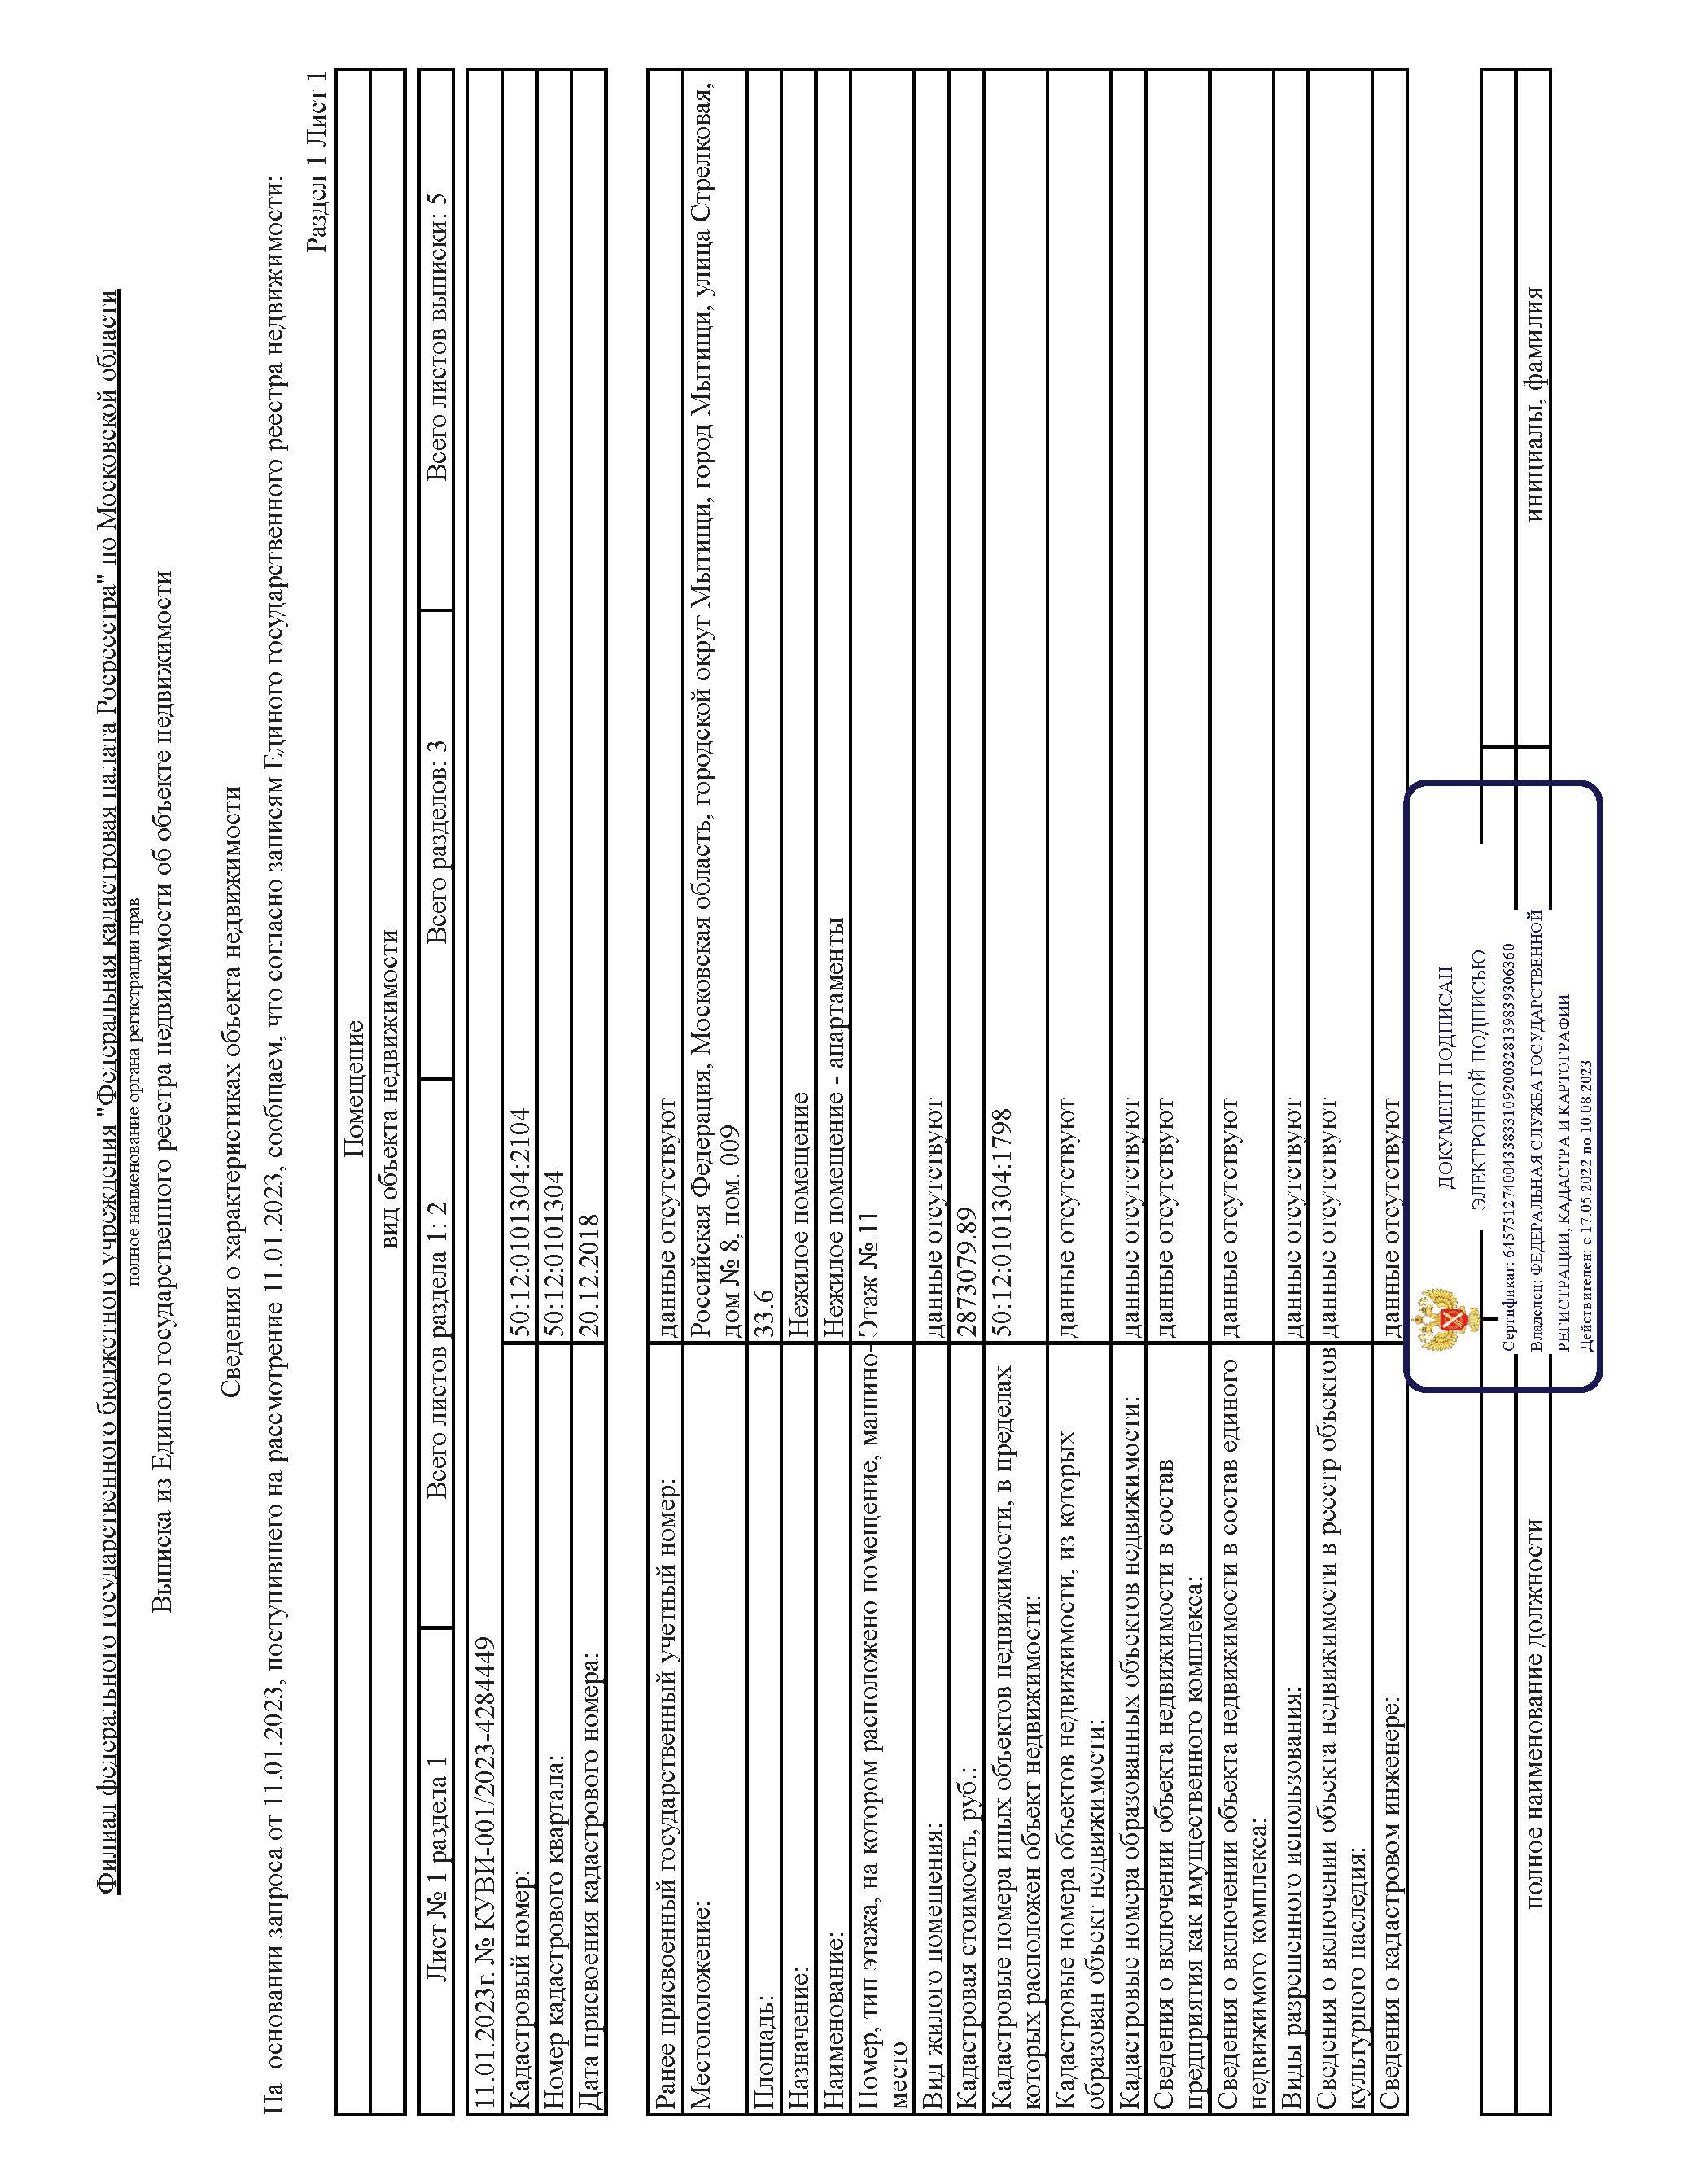 Филиал федерального государственного бюджетного учреждения "Федеральная кадастровая палата Росреестра" по Московской области
полное наименование органа регистрации прав
Выписка из Единого государственного реестра недвижимости об объекте недвижимости
Сведения о характеристиках объекта недвижимости
На основании запроса от 11.01.2023, поступившего на рассмотрение 11.01.2023, сообщаем, что согласно записям Единого государственного реестра недвижимости:
Раздел 1 Лист 1
Помещение
вид объекта недвижимости
Лист № 1 раздела 1 Всего листов раздела 1: 2 Всего разделов: 3 Всего листов выписки: 5
11.01.2023г. № КУВИ-001/2023-4284449
Кадастровый номер: 50:12:0101304:2104
Номер кадастрового квартала: 50:12:0101304
Дата присвоения кадастрового номера: 20.12.2018
Ранее присвоенный государственный учетный номер: данные отсутствуют
Местоположение: Российская Федерация, Московская область, городской округ Мытищи, город Мытищи, улица Стрелковая,
дом № 8, пом. 009
Площадь: 33.6
Назначение: Нежилое помещение
Наименование: Нежилое помещение - апартаменты
Номер, тип этажа, на котором расположено помещение, машино- Этаж № 11
место
Вид жилого помещения: данные отсутствуют
Кадастровая стоимость, руб.: 2873079.89
Кадастровые номера иных объектов недвижимости, в пределах 50:12:0101304:1798
которых расположен объект недвижимости:
Кадастровые номера объектов недвижимости, из которых данные отсутствуют
образован объект недвижимости:
Кадастровые номера образованных объектов недвижимости: данные отсутствуют
Сведения о включении объекта недвижимости в состав данные отсутствуют
предприятия как имущественного комплекса:
Сведения о включении объекта недвижимости в состав единого данные отсутствуют
недвижимого комплекса:
Виды разрешенного использования: данные отсутствуют
Сведения о включении объекта недвижимости в реестр объектов данные отсутствуют
культурного наследия:
Сведения о кадастровом инженере: данные отсутствуют
ДОКУМЕНТ ПОДПИСАН
ЭЛЕКТРОННОЙ ПОДПИСЬЮ
Сертификат: 645751274004338331092003281398939306360
Владелец: ФЕДЕРАЛЬНАЯ СЛУЖБА ГОСУДАРСТВЕННОЙ
РЕГИСТРАЦИИ, КАДАСТРА И КАРТОГРАФИИ
Действителен: с 17.05.2022 по 10.08.2023
полное наименование должности инициалы, фамилия